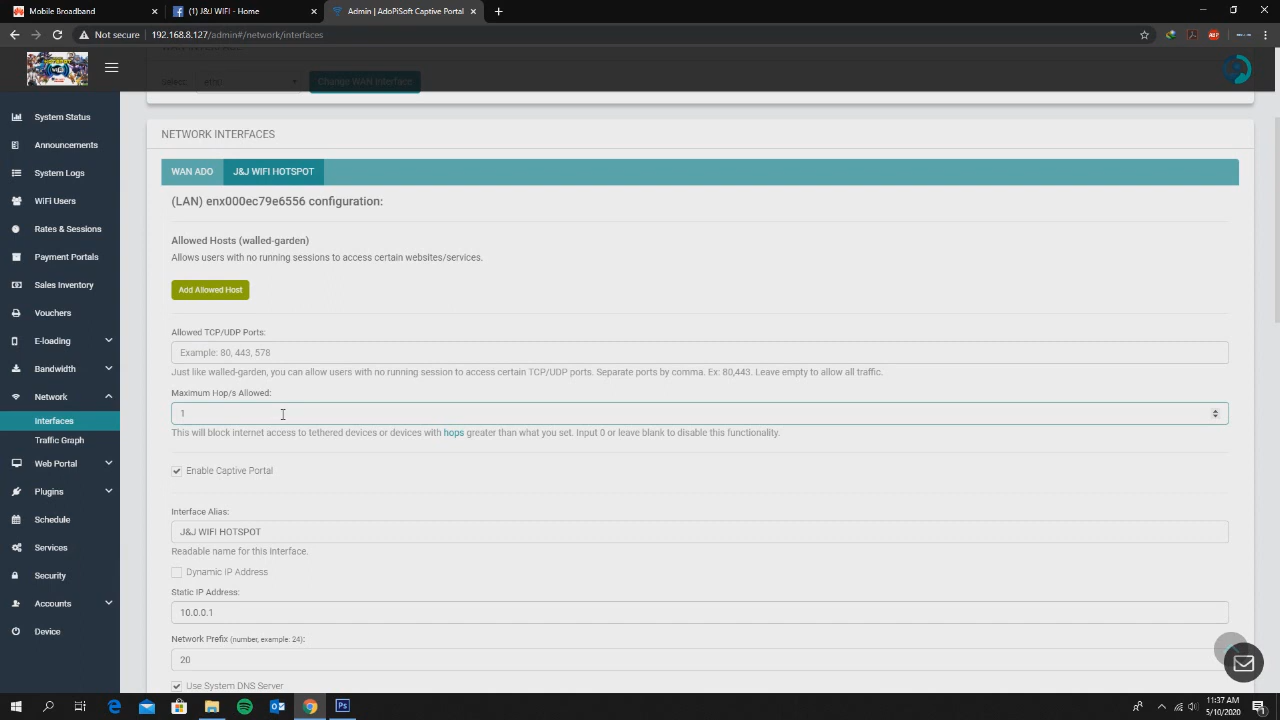 Mobile Broadband
AdoPiSoft
Admin | AdoPiSoft Captive Portal
Not secure | 192.168.8.127/admin#/network/interfaces
Select: eth0 Change WAN Interface
System Status
Announcements
System Logs
WiFi Users
Rates & Sessions
Payment Portals
Sales Inventory
Vouchers
E-loading
Bandwidth
Network
Interfaces
Traffic Graph
Web Portal
Plugins
Schedule
Services
Security
Accounts
Device
NETWORK INTERFACES
WAN ADO J&J WIFI HOTSPOT
(LAN) enx000ec79e6556 configuration:
Allowed Hosts (walled-garden)
Allows users with no running sessions to access certain websites/services.
Add Allowed Host
Allowed TCP/UDP Ports:
Example: 80, 443, 578
Just like walled-garden, you can allow users with no running session to access certain TCP/UDP ports. Separate ports by comma. Ex: 80,443. Leave empty to allow all traffic.
Maximum Hop/s Allowed:
1
This will block internet access to tethered devices or devices with hops greater than what you set. Input 0 or leave blank to disable this functionality.
Enable Captive Portal
Interface Alias:
J&J WIFI HOTSPOT
Readable name for this interface.
Dynamic IP Address
Static IP Address:
10.0.0.1
Network Prefix (number, example: 24):
20
Use System DNS Server
11:37 AM
5/10/2020